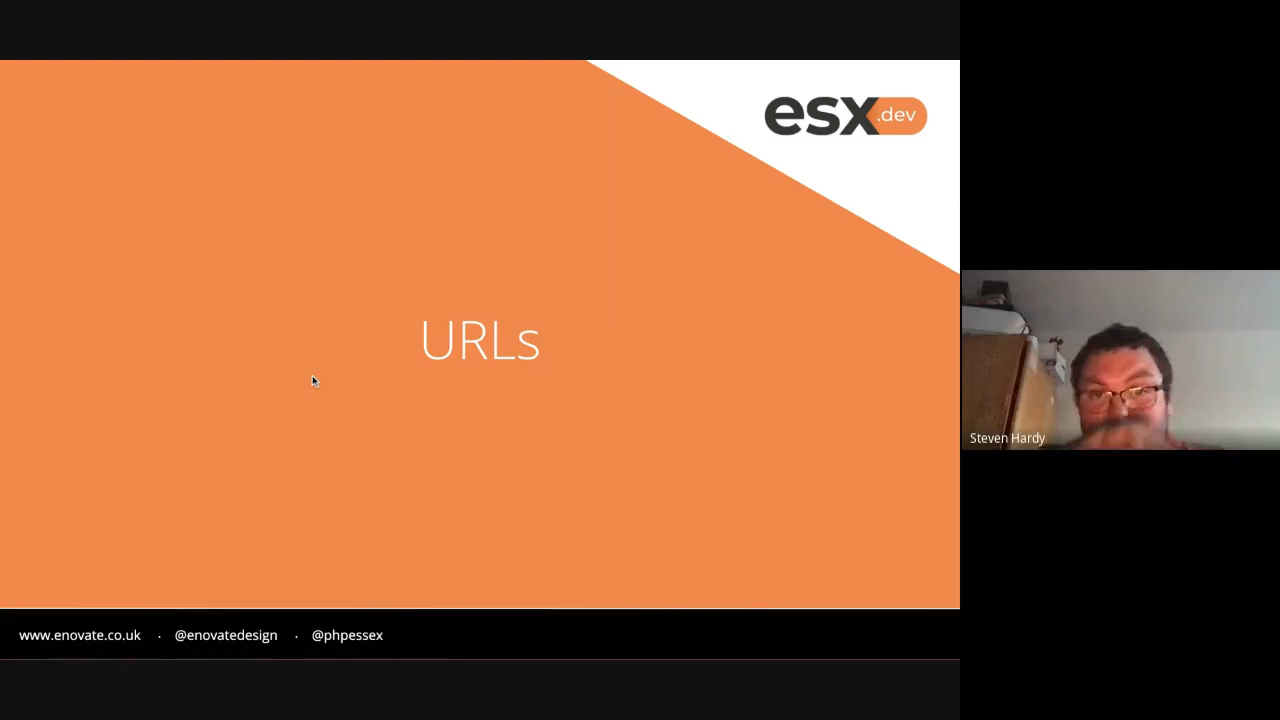 esx.dev
URLs
Steven Hardy
www.enovate.co.uk · @enovatedesign · @phpessex